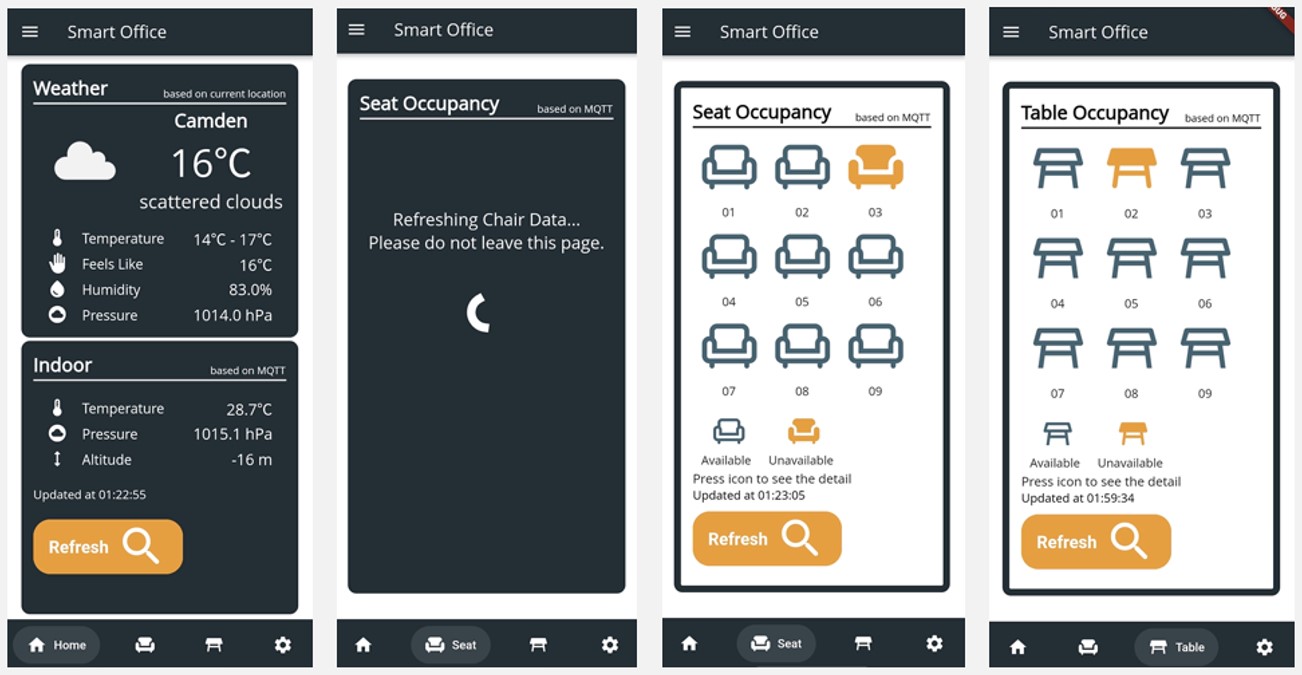 Smart Office
Weather based on current location
Camden
16°C
scattered clouds
Temperature 14°C - 17°C
Feels Like 16°C
Humidity 83.0%
Pressure 1014.0 hPa
Indoor based on MQTT
Temperature 28.7°C
Pressure 1015.1 hPa
Altitude -16 m
Updated at 01:22:55
Refresh
Home
Smart Office
Seat Occupancy based on MQTT
Refreshing Chair Data...
Please do not leave this page.
Seat
Smart Office
Seat Occupancy based on MQTT
01 02 03
04 05 06
07 08 09
Available Unavailable
Press icon to see the detail
Updated at 01:23:05
Refresh
Seat
Smart Office
Table Occupancy based on MQTT
01 02 03
04 05 06
07 08 09
Available Unavailable
Press icon to see the detail
Updated at 01:59:34
Refresh
Table